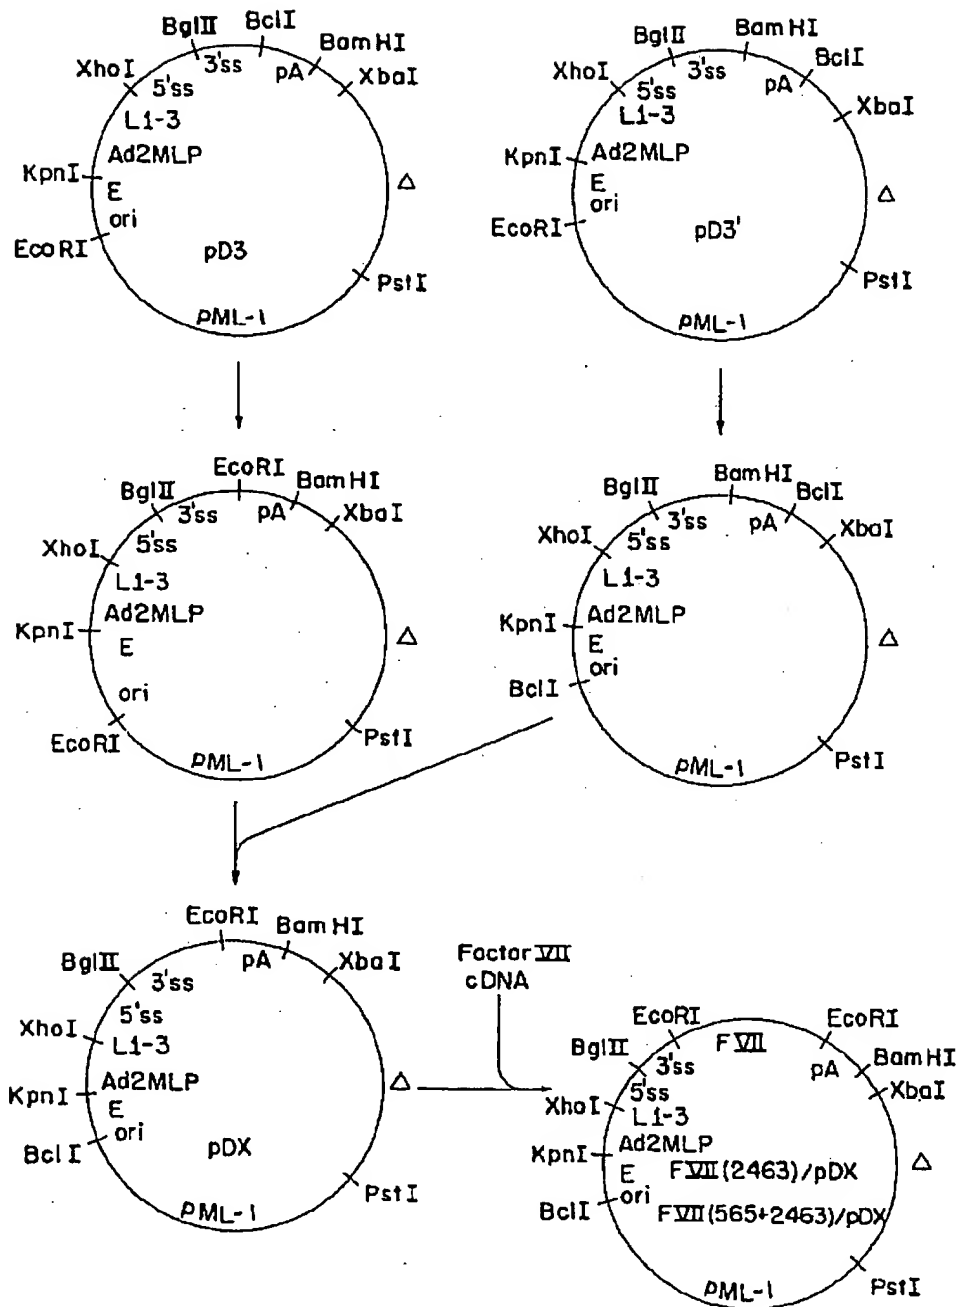 BglII
BclI
3'ss
BamHI
XhoI
5'ss
pA
XbaI
L1-3
Ad2MLP
KpnI
E
Δ
ori
EcoRI
pD3
PstI
pML-1
BglII
BamHI
3'ss
BclI
XhoI
5'ss
pA
XbaI
L1-3
KpnI
Ad2MLP
E
Δ
ori
EcoRI
pD3'
PstI
pML-1
EcoRI
BglII
BamHI
3'ss
pA
XbaI
5'ss
XhoI
L1-3
Ad2MLP
KpnI
E
Δ
ori
EcoRI
PstI
pML-1
BamHI
BglII
BclI
3'ss
pA
XbaI
XhoI
5'ss
L1-3
Ad2MLP
KpnI
E
Δ
ori
BclI
PstI
pML-1
EcoRI
BamHI
BglII
pA
XbaI
3'ss
5'ss
XhoI
L1-3
Ad2MLP
KpnI
E
Δ
ori
BclI
pDX
PstI
pML-1
Factor VII
cDNA
EcoRI
EcoRI
FVII
BglII
3'ss
pA
BamHI
5'ss
XbaI
XhoI
L1-3
KpnI
Ad2MLP
E
FVII(2463)/pDX
Δ
ori
BclI
FVII(565+2463)/pDX
PstI
pML-1